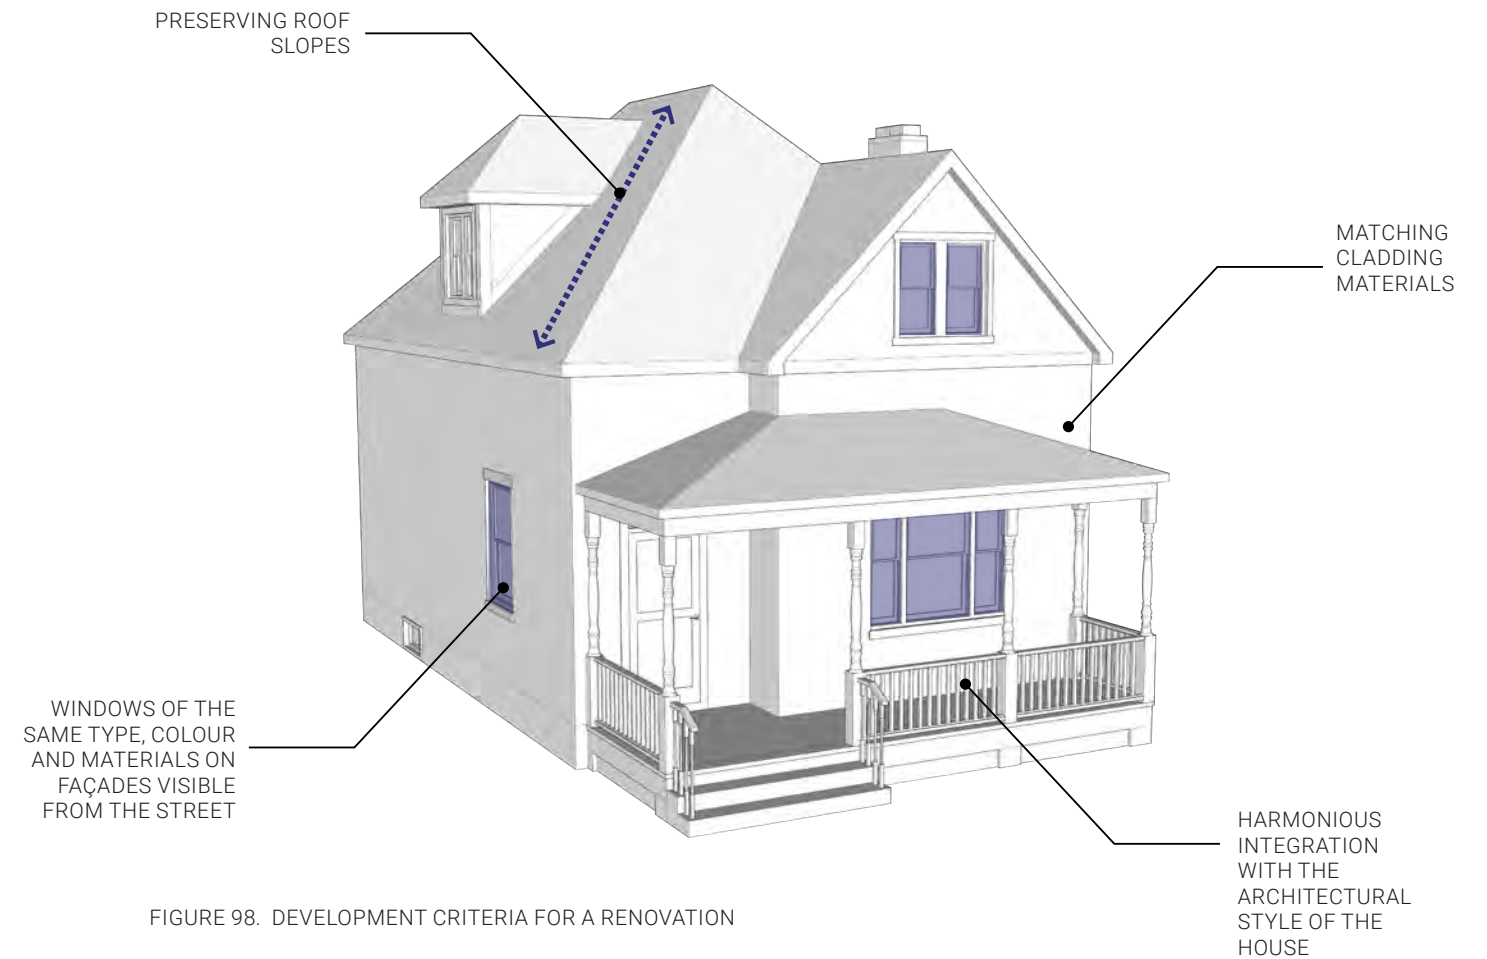 PRESERVING ROOF
SLOPES
MATCHING
CLADDING
MATERIALS
WINDOWS OF THE
SAME TYPE, COLOUR
AND MATERIALS ON
FAÇADES VISIBLE
FROM THE STREET
HARMONIOUS
INTEGRATION
WITH THE
ARCHITECTURAL
STYLE OF THE
HOUSE
FIGURE 98. DEVELOPMENT CRITERIA FOR A RENOVATION